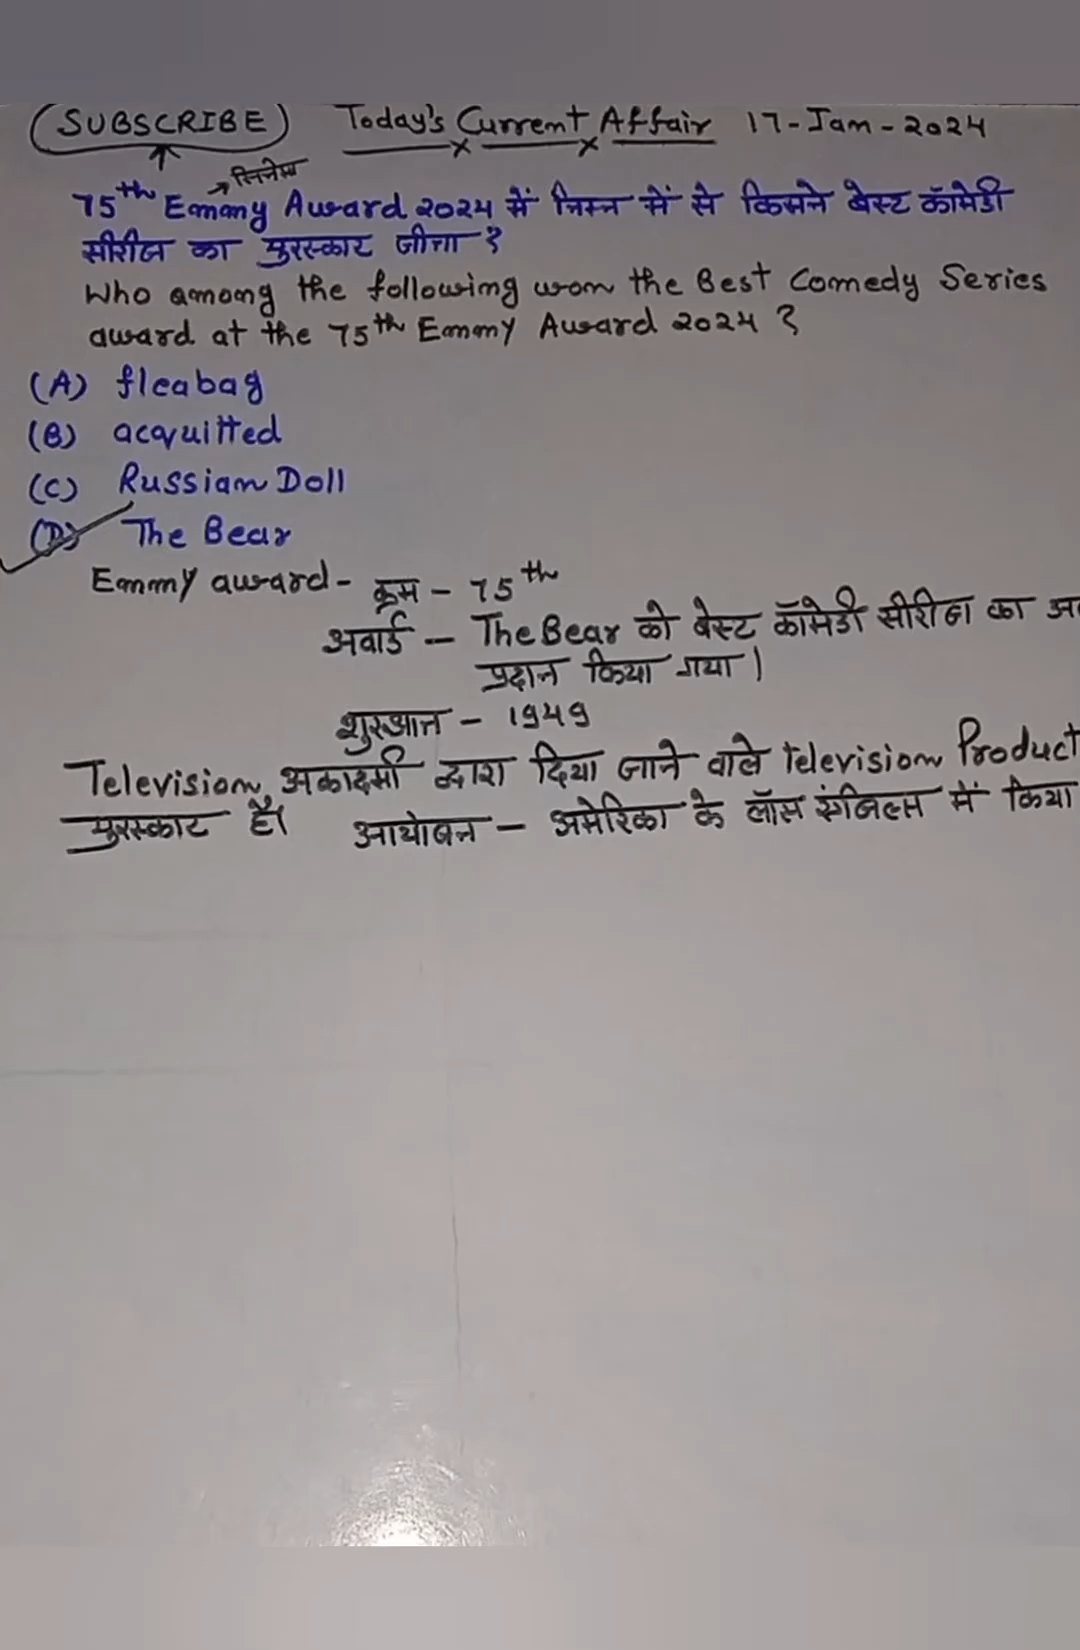 SUBSCRIBE Today's Current Affair 17-Jan-2024
सिनेमा
75th Emmy Award 2024 में निम्न में से किसने बेस्ट कॉमेडी
सीरीज का पुरस्कार जीता ?
Who among the following won the Best Comedy Series
award at the 75th Emmy Award 2024 ?
(A) fleabag
(B) acquitted
(C) Russian Doll
(D) The Bear
Emmy award - क्रम - 75th
अवार्ड - The Bear को बेस्ट कॉमेडी सीरीज का अ
प्रदान किया गया।
शुरुआत - 1949
Television अकादमी द्वारा दिया जाने वाले television Product
पुरस्कार है। आयोजन - अमेरिका के लॉस एंजिल्स में किया